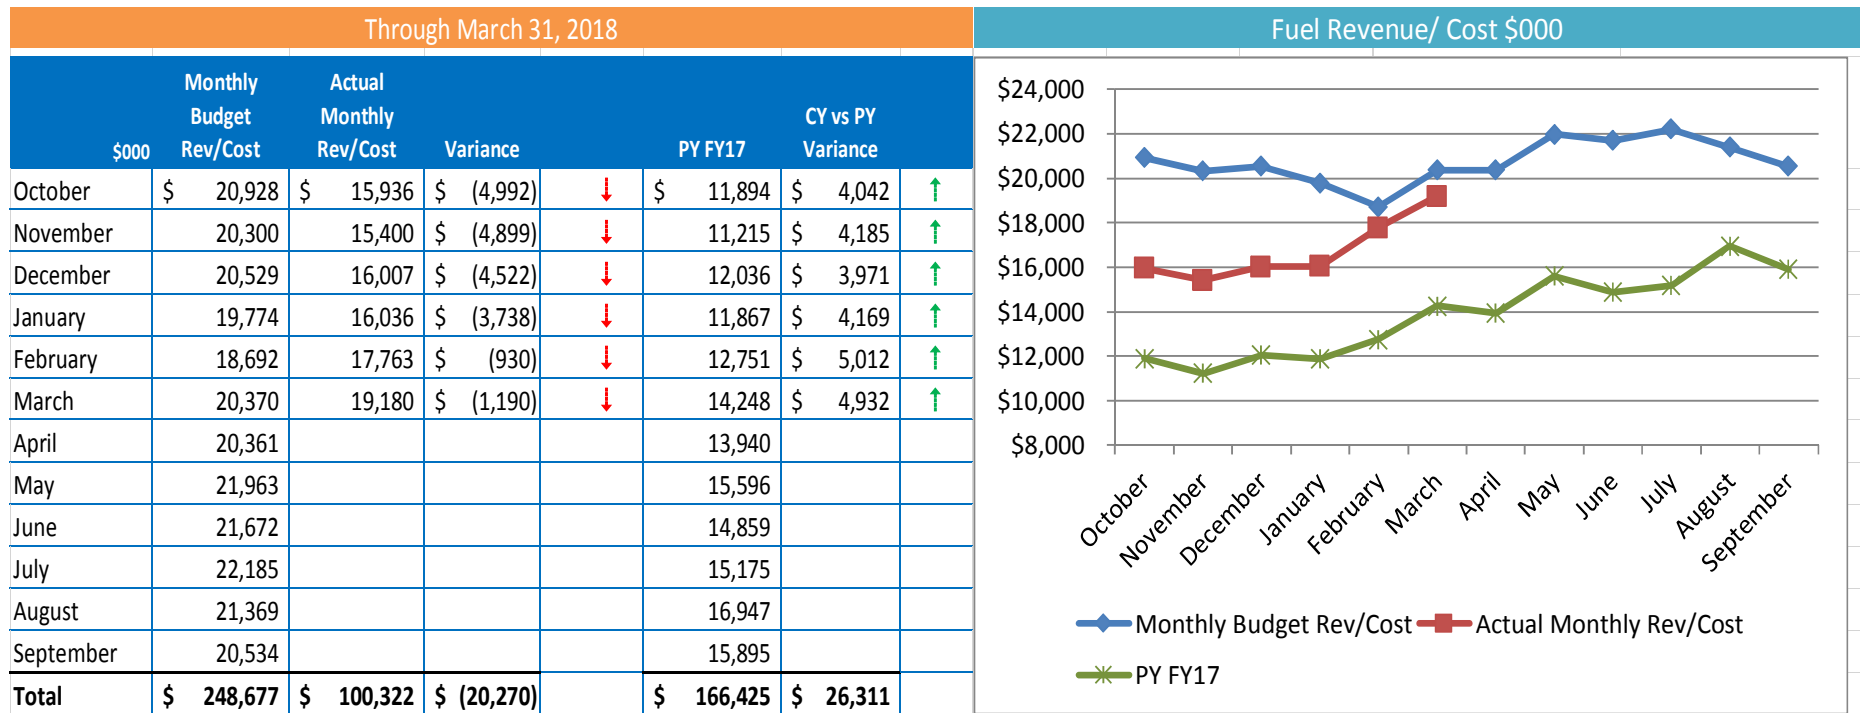 Through March 31, 2018
Monthly Actual
Budget Monthly CY vs PY
$000 Rev/Cost Rev/Cost Variance PY FY17 Variance
October $ 20,928 $ 15,936 $ (4,992) $ 11,894 $ 4,042
November 20,300 15,400 $ (4,899) 11,215 $ 4,185
December 20,529 16,007 $ (4,522) 12,036 $ 3,971
January 19,774 16,036 $ (3,738) 11,867 $ 4,169
February 18,692 17,763 $ (930) 12,751 $ 5,012
March 20,370 19,180 $ (1,190) 14,248 $ 4,932
April 20,361 13,940
May 21,963 15,596
June 21,672 14,859
July 22,185 15,175
August 21,369 16,947
September 20,534 15,895
Total $ 248,677 $ 100,322 $ (20,270) $ 166,425 $ 26,311
Fuel Revenue/ Cost $000
$24,000
$22,000
$20,000
$18,000
$16,000
$14,000
$12,000
$10,000
$8,000
October November December January February March April May June July August September
Monthly Budget Rev/Cost Actual Monthly Rev/Cost
PY FY17